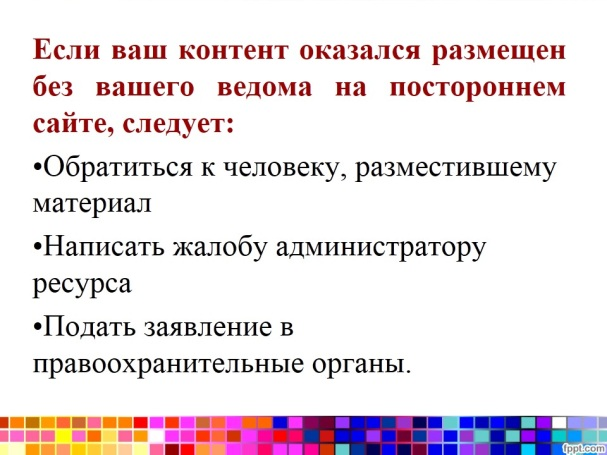 Если ваш контент оказался размещен
без вашего ведома на постороннем
сайте, следует:
•Обратиться к человеку, разместившему
материал
•Написать жалобу администратору
ресурса
•Подать заявление в
правоохранительные органы.
fppt.com